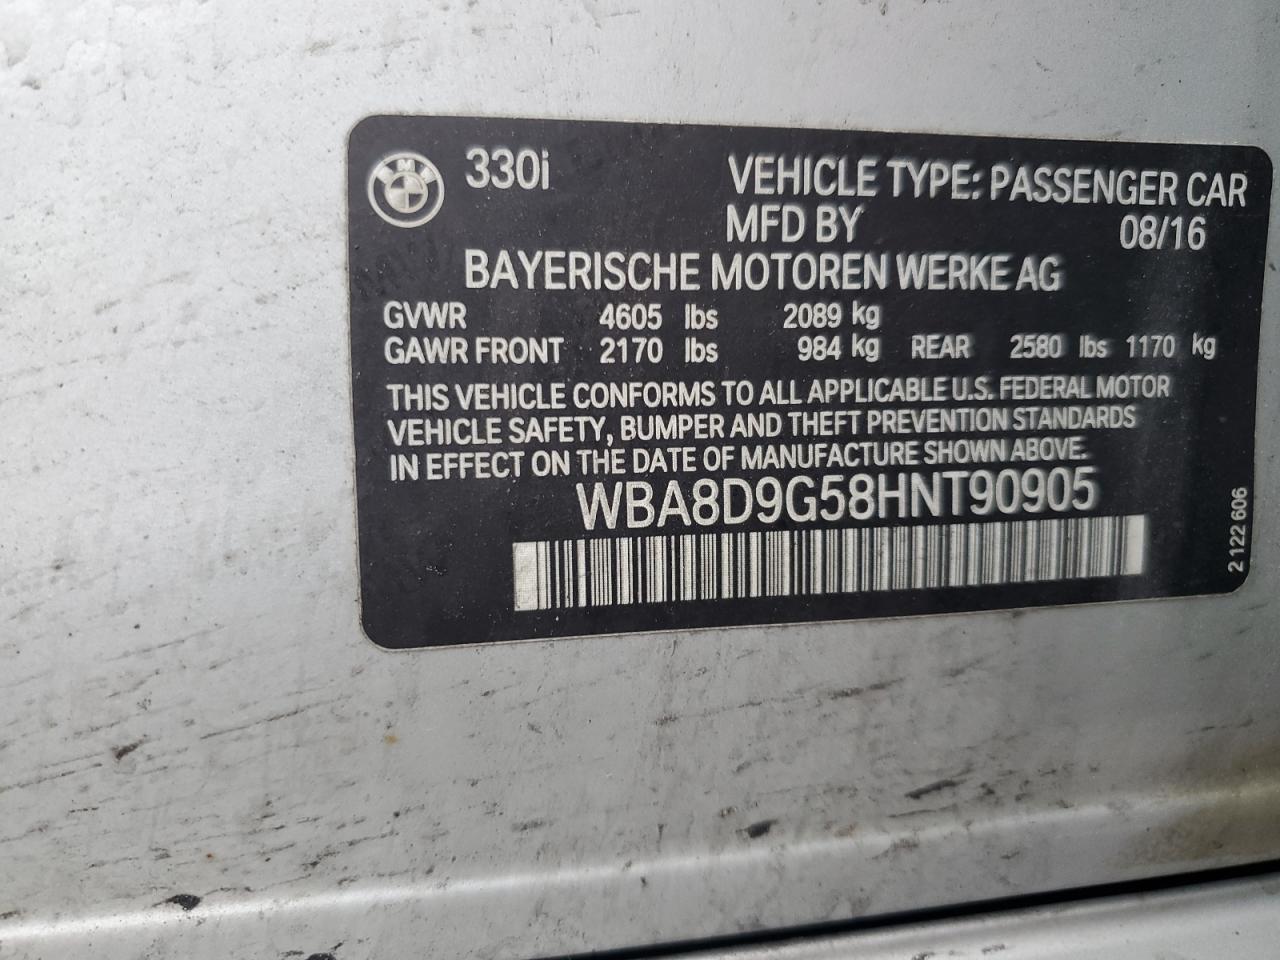 BMW 330i VEHICLE TYPE: PASSENGER CAR
MFD BY 08/16
BAYERISCHE MOTOREN WERKE AG
GVWR 4605 lbs 2089 kg
GAWR FRONT 2170 lbs 984 kg REAR 2580 lbs 1170 kg
THIS VEHICLE CONFORMS TO ALL APPLICABLE U.S. FEDERAL MOTOR
VEHICLE SAFETY, BUMPER AND THEFT PREVENTION STANDARDS
IN EFFECT ON THE DATE OF MANUFACTURE SHOWN ABOVE.
WBA8D9G58HNT90905
2 122 606